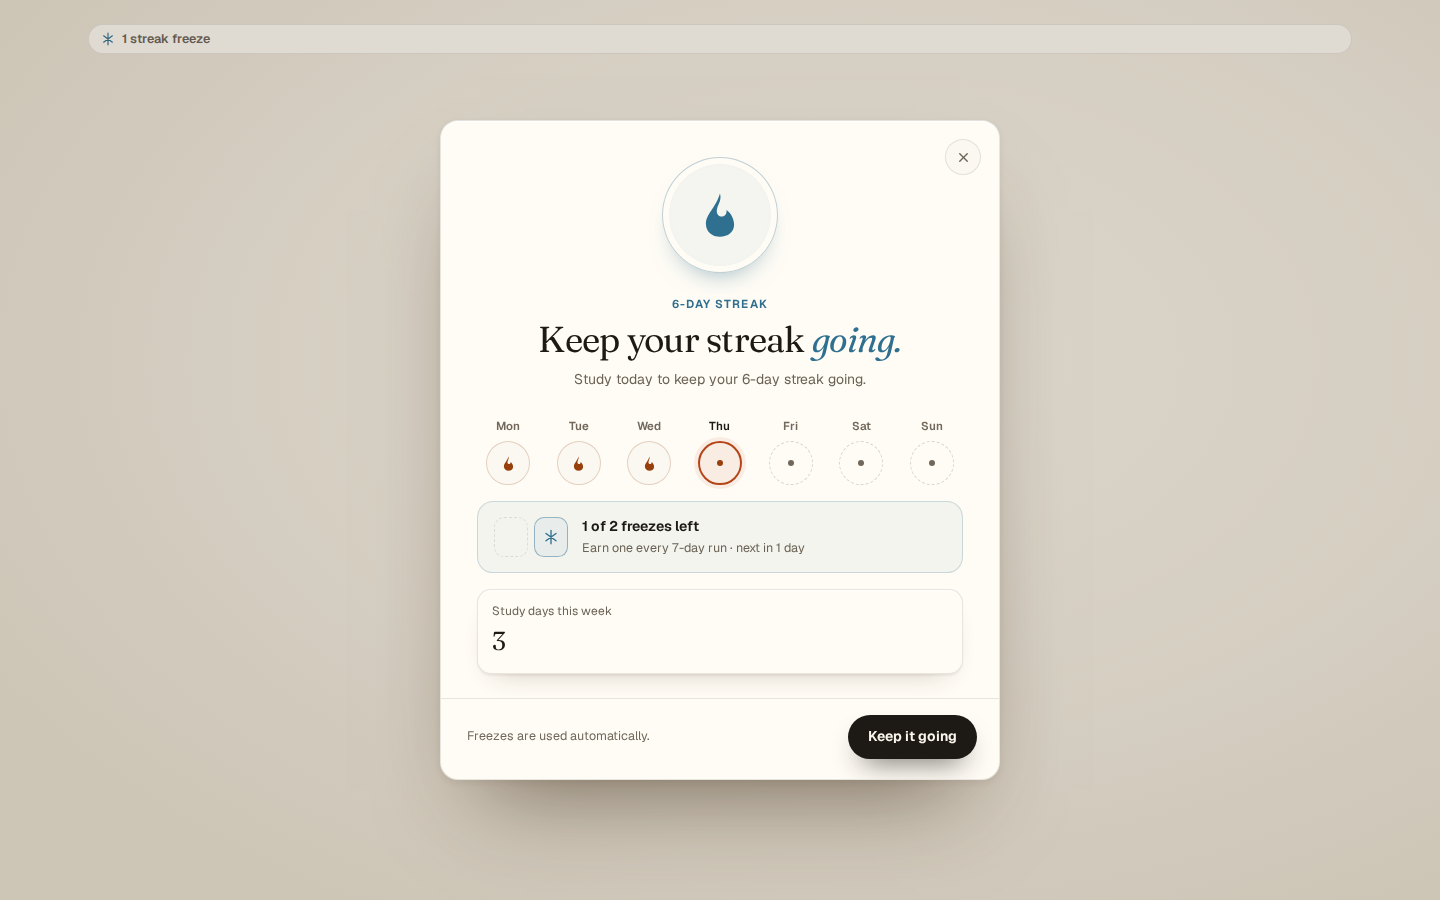 1 streak freeze
6-DAY STREAK
Keep your streak going.
Study today to keep your 6-day streak going.
Mon Tue Wed Thu Fri Sat Sun
1 of 2 freezes left
Earn one every 7-day run · next in 1 day
Study days this week
3
Freezes are used automatically.
Keep it going